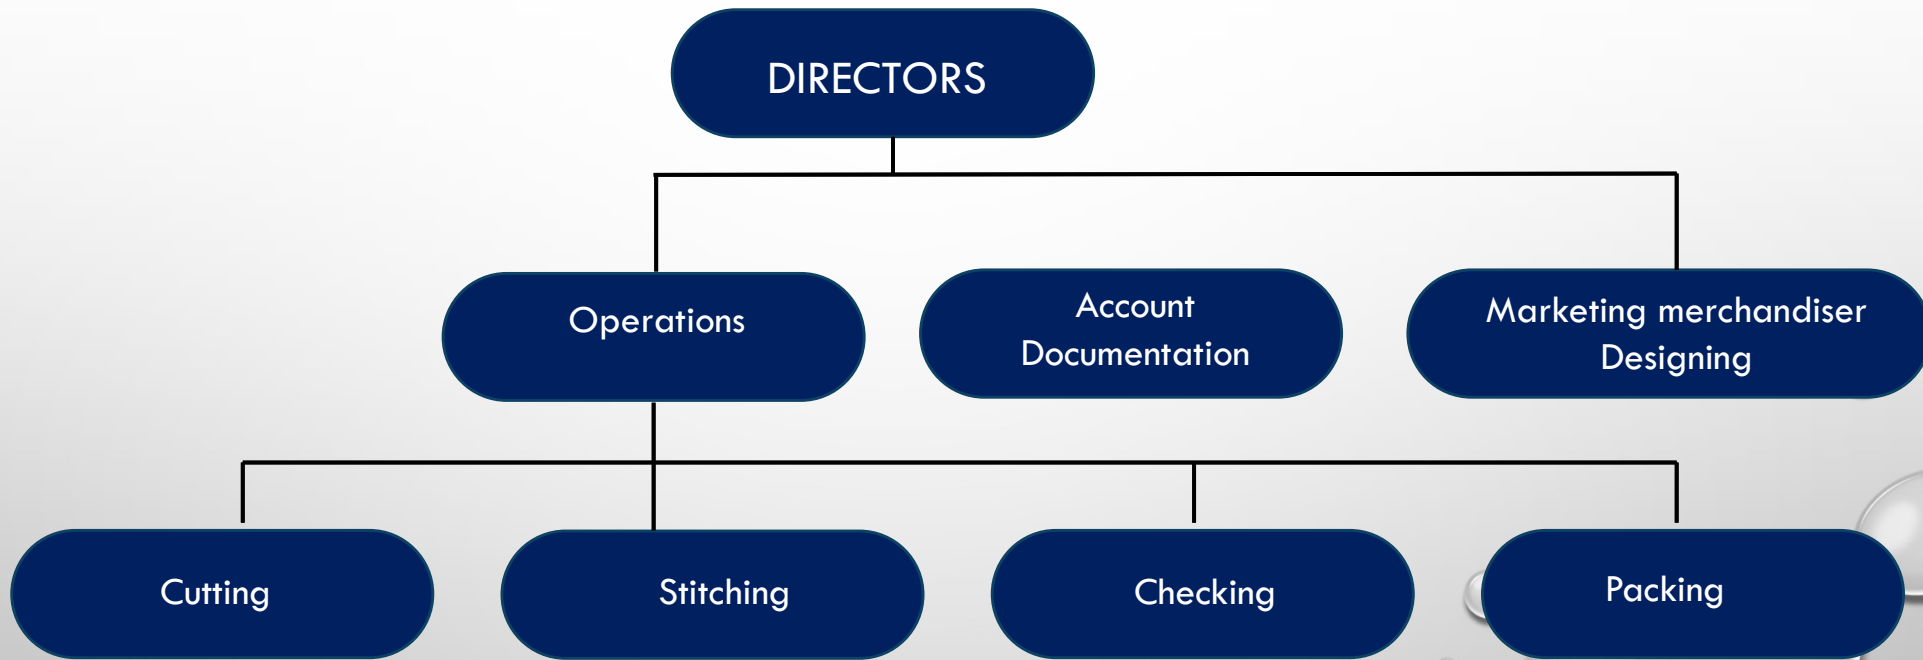 DIRECTORS
Operations
Account
Documentation
Marketing merchandiser
Designing
Cutting
Stitching
Checking
Packing